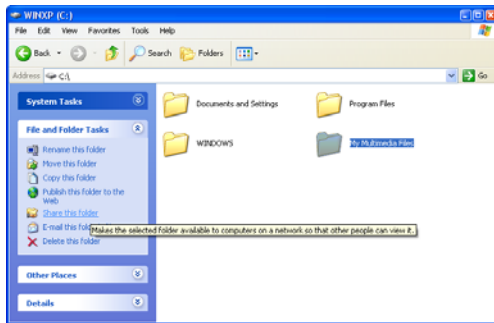 WINXP (C:)
File Edit View Favorites Tools Help
Back Search Folders
Address C:\ Go
System Tasks
File and Folder Tasks
Rename this folder
Move this folder
Copy this folder
Publish this folder to the
Web
Share this folder
E-mail this fol
Makes the selected folder available to computers on a network so that other people can view it.
Delete this folder
Other Places
Details
Documents and Settings Program Files
WINDOWS My Multimedia Files